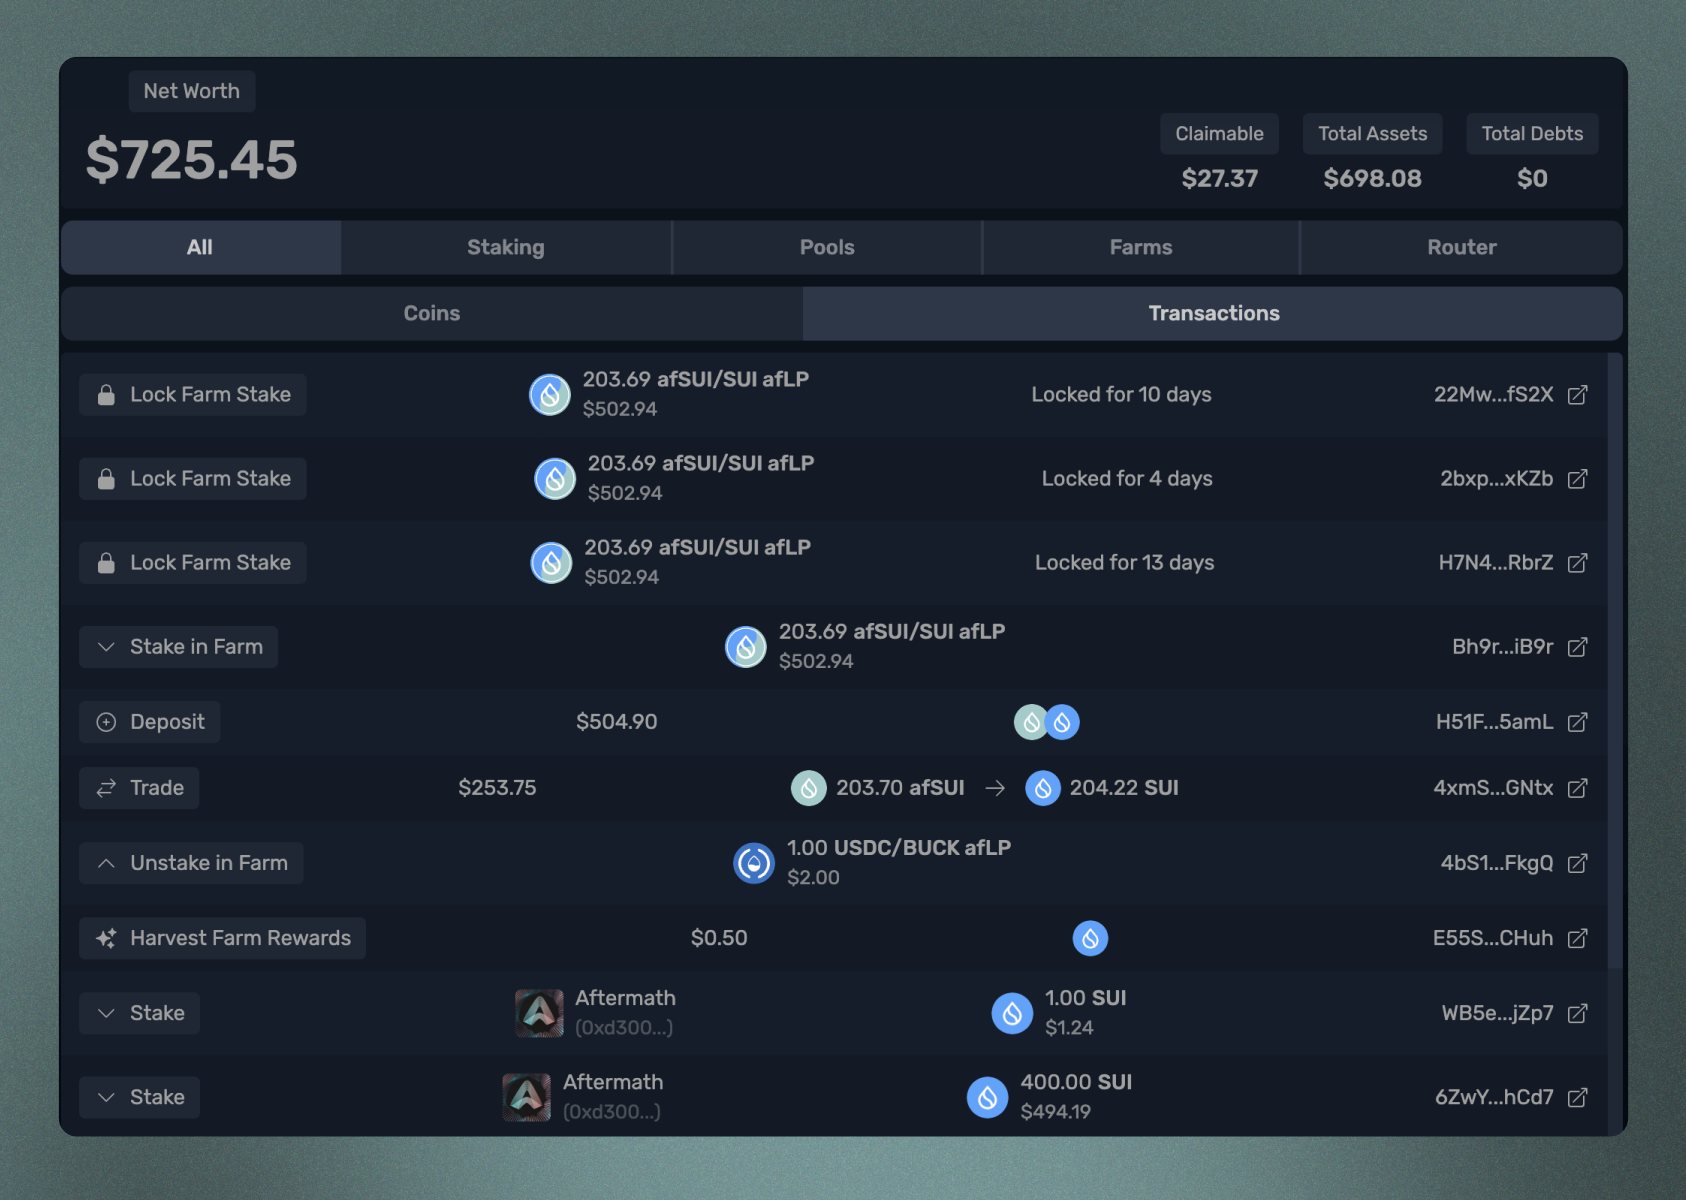 Net Worth
$725.45
Claimable
Total Assets
Total Debts
$27.37
$698.08
$0
All
Staking
Pools
Farms
Router
Coins
Transactions
Lock Farm Stake
203.69 afSUI/SUI afLP
$502.94
Locked for 10 days
22Mw...fS2X
Lock Farm Stake
203.69 afSUI/SUI afLP
$502.94
Locked for 4 days
2bxp...xKZb
Lock Farm Stake
203.69 afSUI/SUI afLP
$502.94
Locked for 13 days
H7N4...RbrZ
Stake in Farm
203.69 afSUI/SUI afLP
$502.94
Bh9r...iB9r
Deposit
$504.90
H51F...5amL
Trade
$253.75
203.70 afSUI → 204.22 SUI
4xmS...GNtx
Unstake in Farm
1.00 USDC/BUCK afLP
$2.00
4bS1...FkgQ
Harvest Farm Rewards
$0.50
E55S...CHuh
Stake
Aftermath
(0xd300...)
1.00 SUI
$1.24
WB5e...jZp7
Stake
Aftermath
(0xd300...)
400.00 SUI
$494.19
6ZwY...hCd7